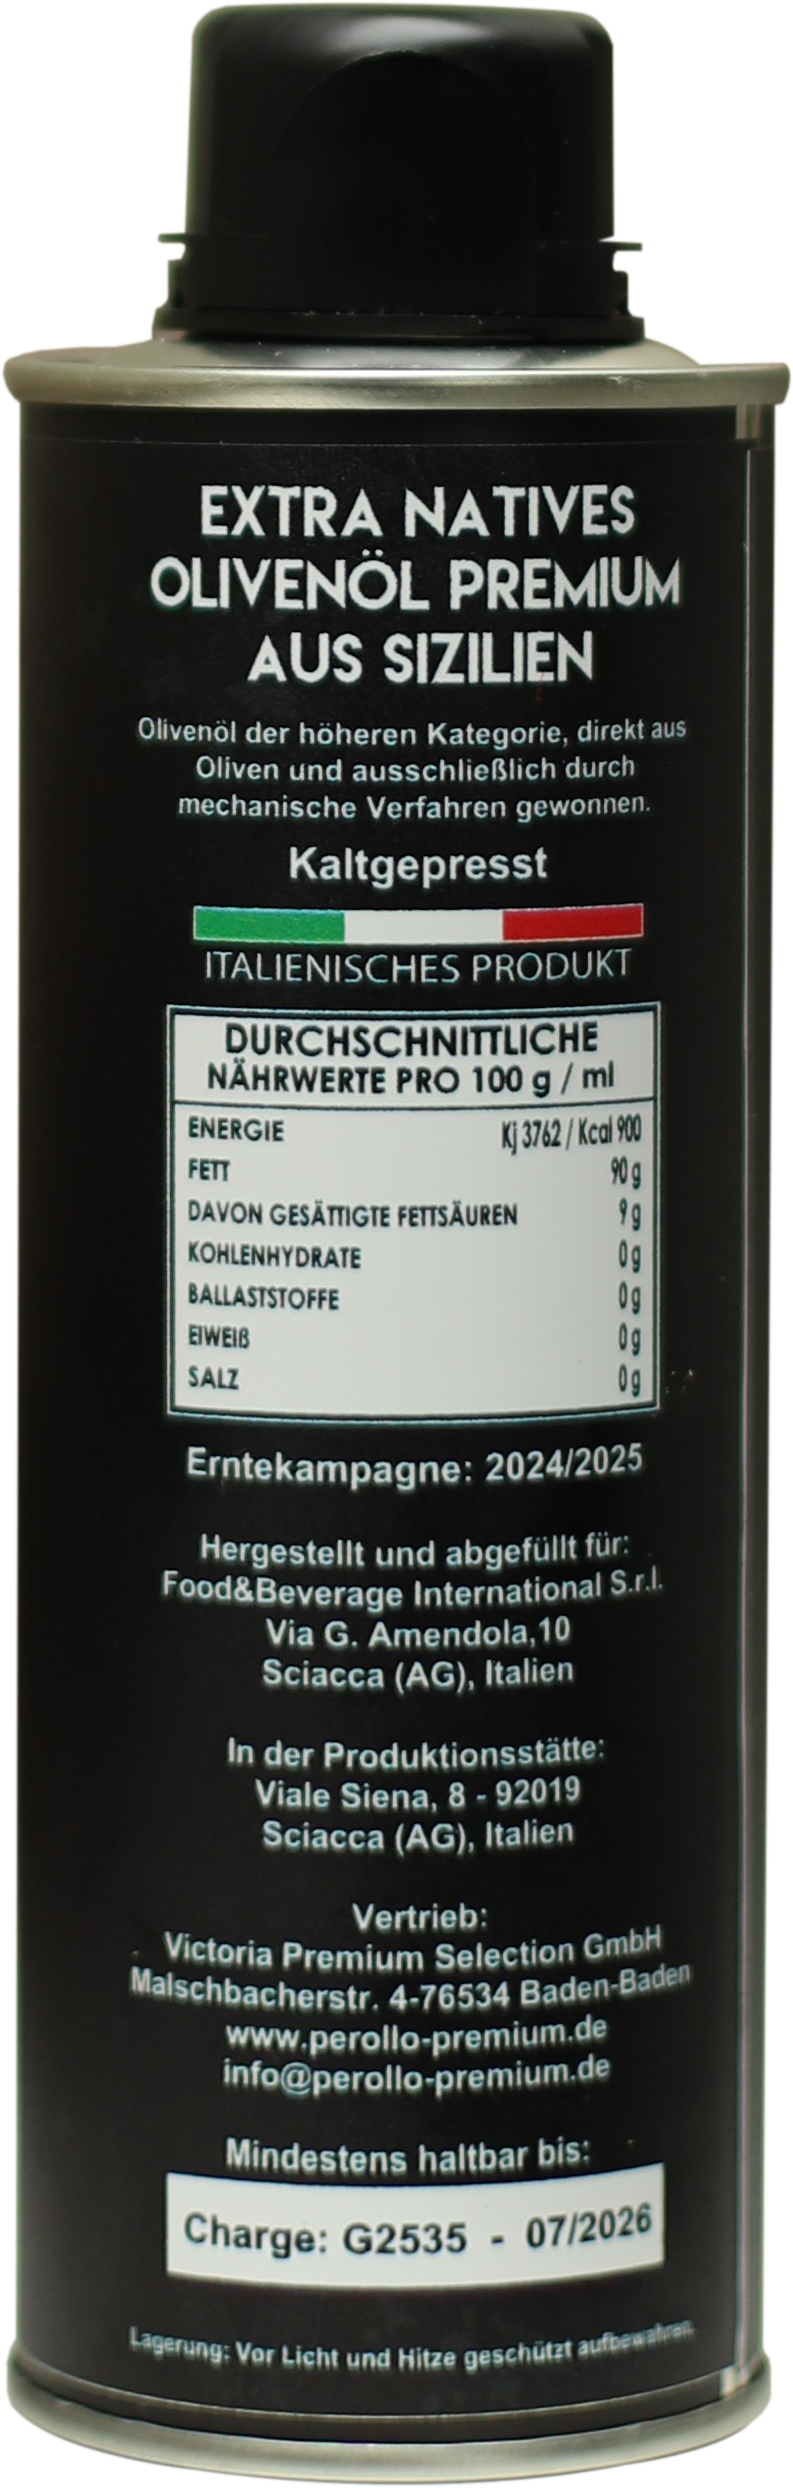 EXTRA NATIVES
OLIVENÖL PREMIUM
AUS SIZILIEN
Olivenöl der höheren Kategorie, direkt aus
Oliven und ausschließlich durch
mechanische Verfahren gewonnen.
Kaltgepresst
ITALIENISCHES PRODUKT
DURCHSCHNITTLICHE
NÄHRWERTE PRO 100 g / ml
ENERGIE Kj 3762 / Kcal 900
FETT 90 g
DAVON GESÄTTIGTE FETTSÄUREN 9 g
KOHLENHYDRATE 0 g
BALLASTSTOFFE 0 g
EIWEIß 0 g
SALZ 0 g
Erntekampagne: 2024/2025
Hergestellt und abgefüllt für:
Food&Beverage International S.r.l.
Via G. Amendola,10
Sciacca (AG), Italien
In der Produktionsstätte:
Viale Siena, 8 - 92019
Sciacca (AG), Italien
Vertrieb:
Victoria Premium Selection GmbH
Malschbacherstr. 4-76534 Baden-Baden
www.perollo-premium.de
info@perollo-premium.de
Mindestens haltbar bis:
Charge: G2535 - 07/2026
Lagerung: Vor Licht und Hitze geschützt aufbewahren.